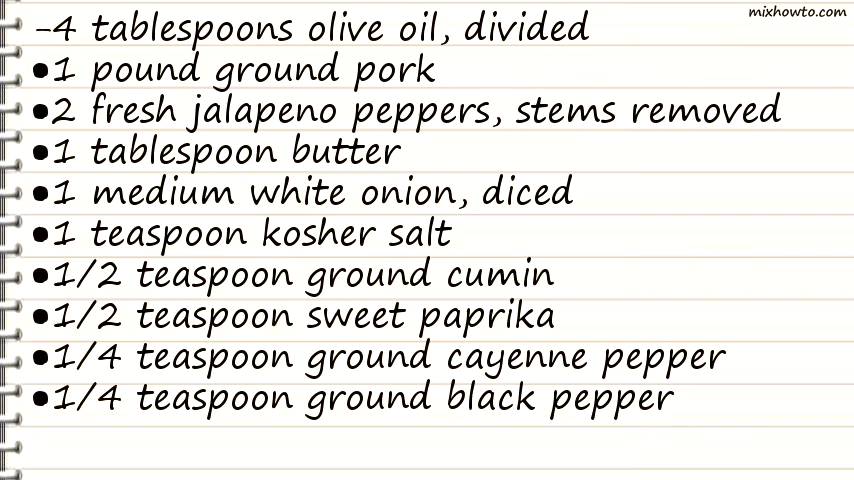 mixhowto.com
-4 tablespoons olive oil, divided
•1 pound ground pork
•2 fresh jalapeno peppers, stems removed
•1 tablespoon butter
•1 medium white onion, diced
•1 teaspoon kosher salt
•1/2 teaspoon ground cumin
•1/2 teaspoon sweet paprika
•1/4 teaspoon ground cayenne pepper
•1/4 teaspoon ground black pepper